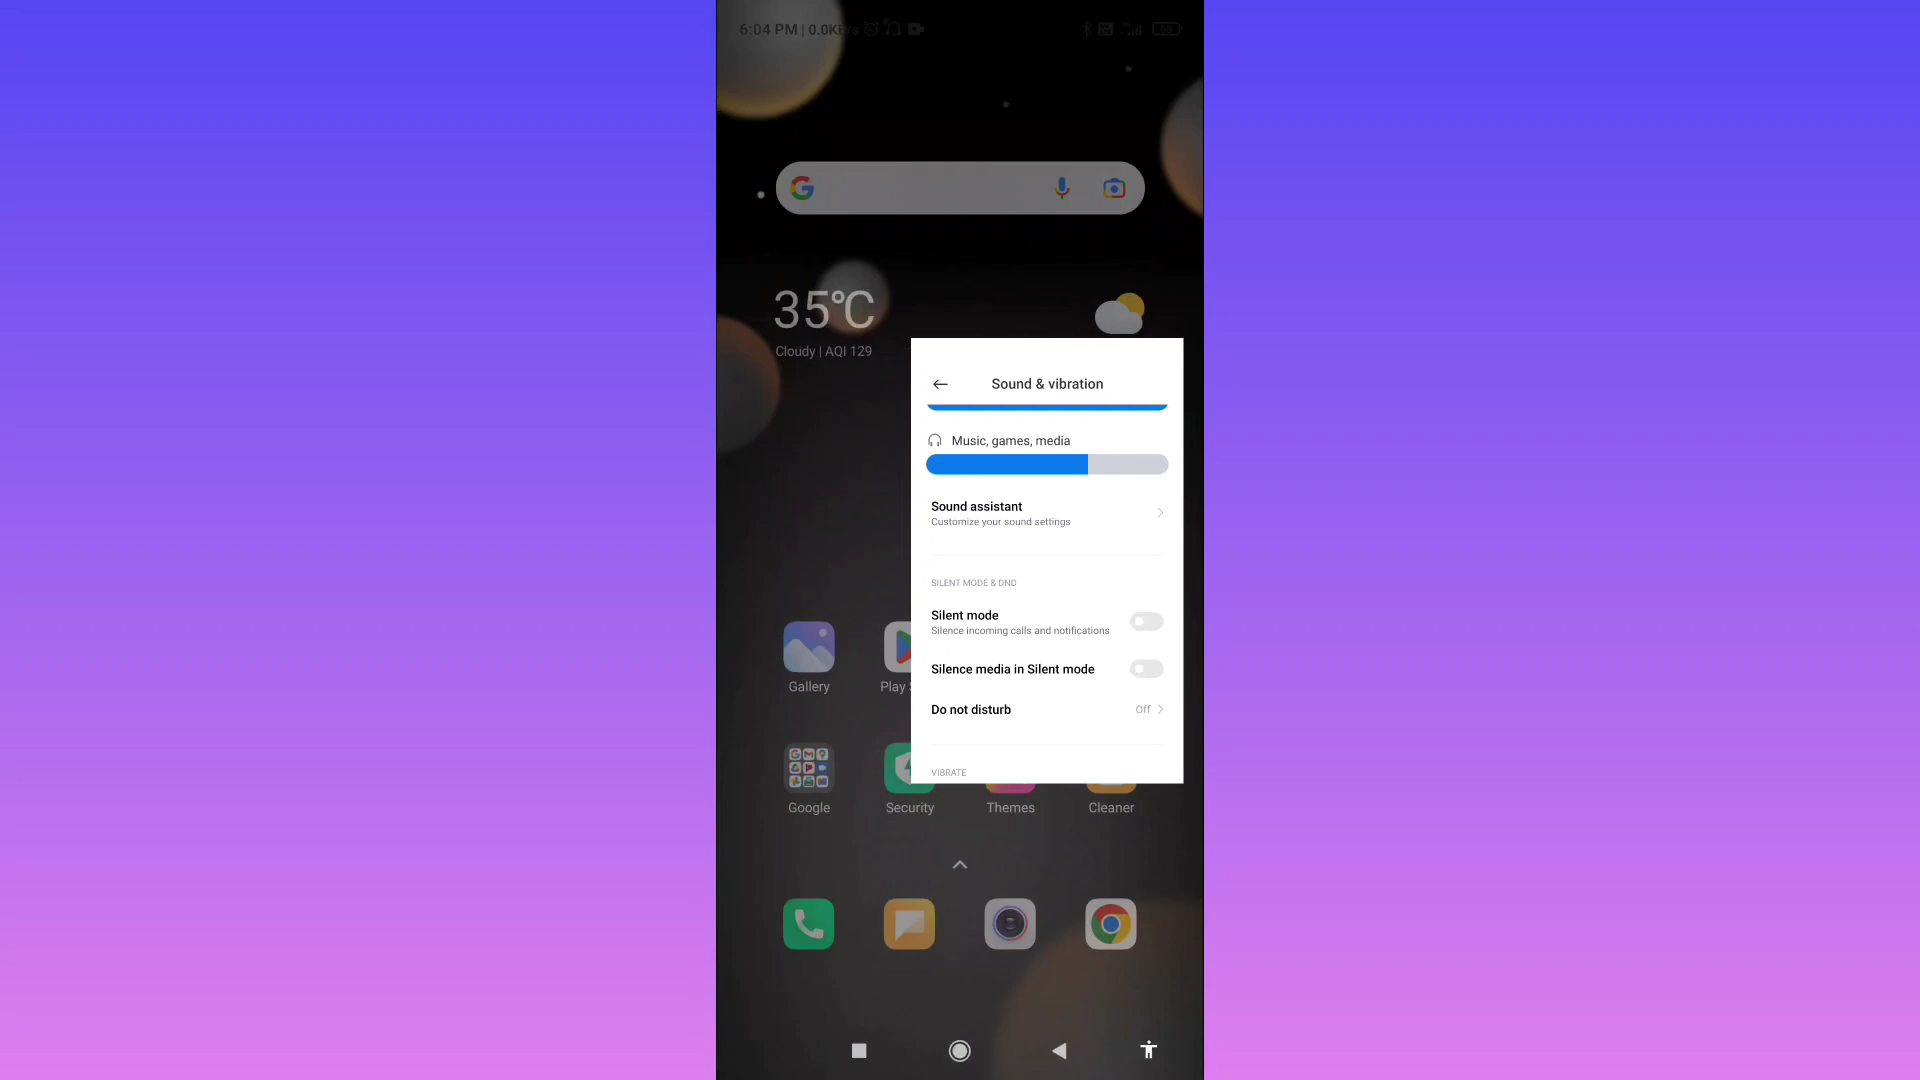 6:04 PM | 0.0K
35°C
Cloudy | AQI 129
Sound & vibration
Music, games, media
Sound assistant
Customize your sound settings
SILENT MODE & DND
Silent mode
Silence incoming calls and notifications
Silence media in Silent mode
Do not disturb
Off
VIBRATE
Gallery
Play
Google
Security
Themes
Cleaner